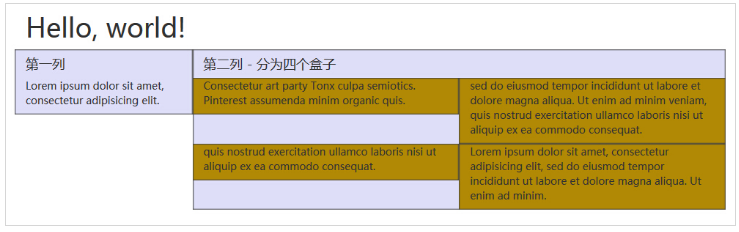 Hello, world!
第一列
Lorem ipsum dolor sit amet,
consectetur adipisicing elit.
第二列 - 分为四个盒子
Consectetur art party Tonx culpa semiotics.
Pinterest assumenda minim organic quis.
sed do eiusmod tempor incididunt ut labore et
dolore magna aliqua. Ut enim ad minim veniam,
quis nostrud exercitation ullamco laboris nisi ut
aliquip ex ea commodo consequat.
quis nostrud exercitation ullamco laboris nisi ut
aliquip ex ea commodo consequat.
Lorem ipsum dolor sit amet, consectetur
adipisicing elit, sed do eiusmod tempor
incididunt ut labore et dolore magna aliqua. Ut
enim ad minim.